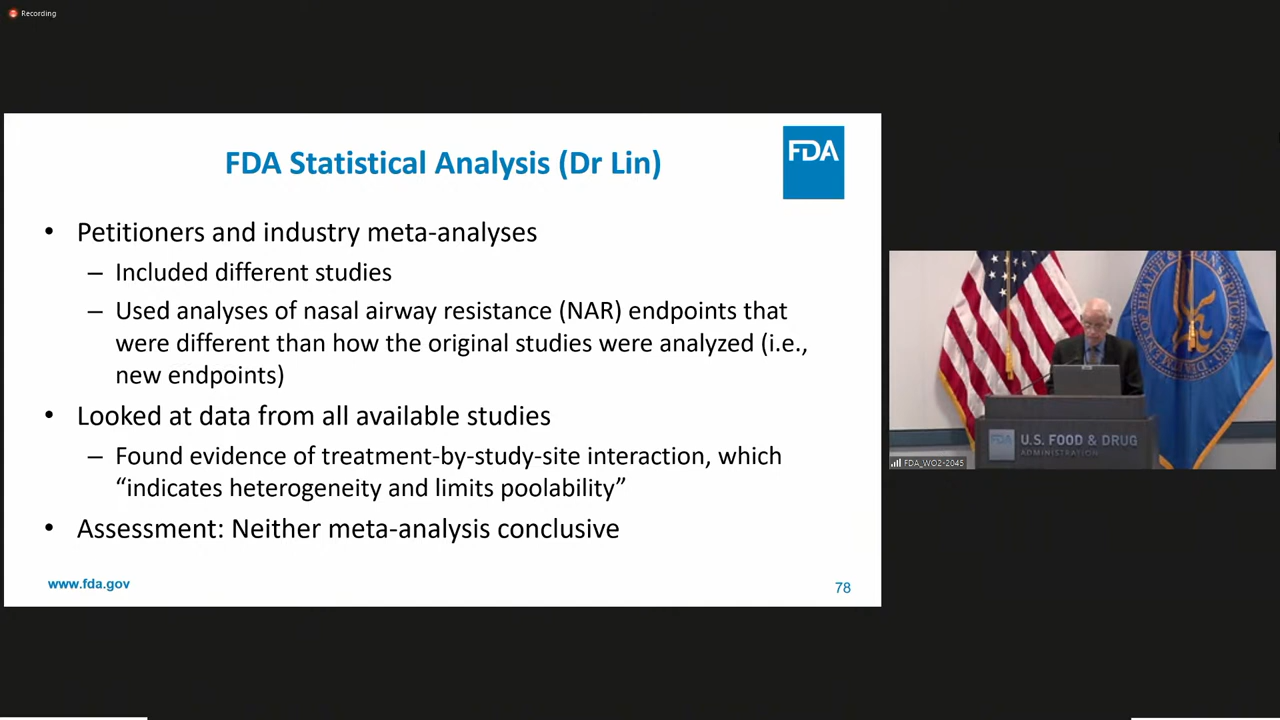 Recording
FDA Statistical Analysis (Dr Lin)
FDA
• Petitioners and industry meta-analyses
– Included different studies
– Used analyses of nasal airway resistance (NAR) endpoints that
were different than how the original studies were analyzed (i.e.,
new endpoints)
• Looked at data from all available studies
– Found evidence of treatment-by-study-site interaction, which
“indicates heterogeneity and limits poolability”
• Assessment: Neither meta-analysis conclusive
www.fda.gov
78
FDA U.S. FOOD & DRUG
ADMINISTRATION
FDA_WO2-2045